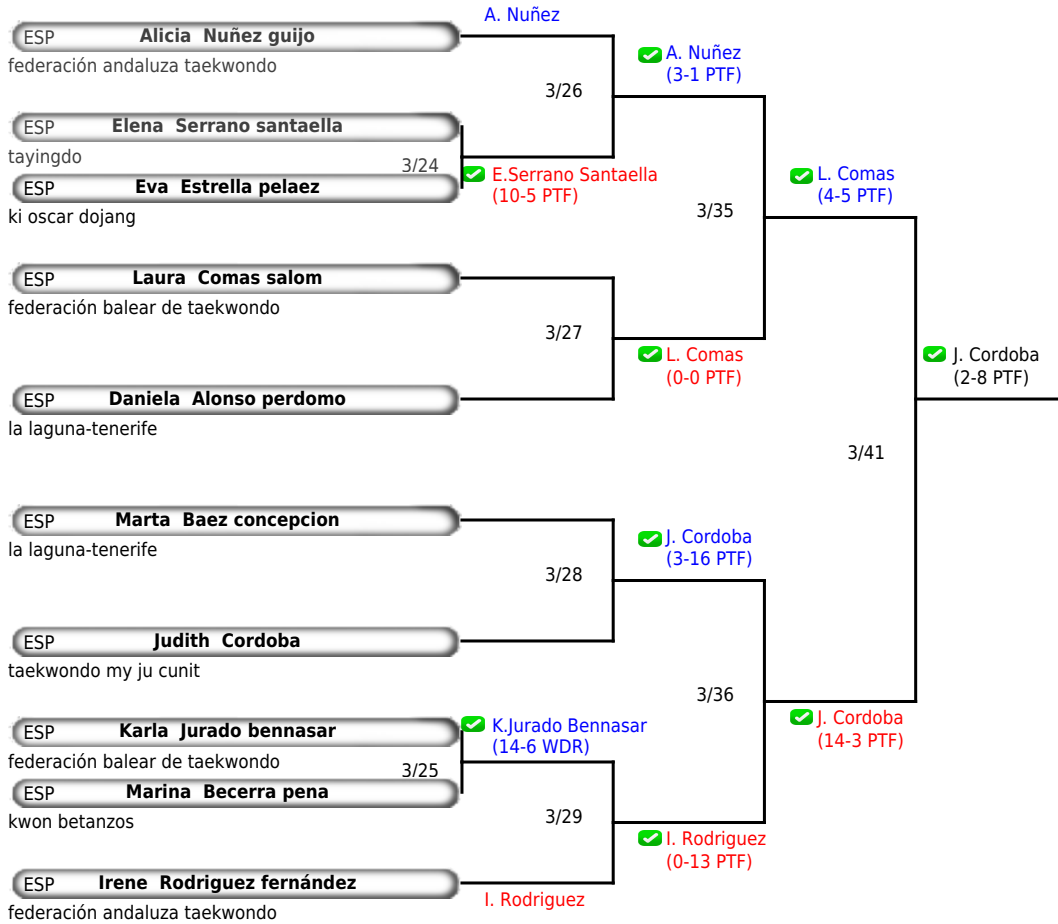 A. Nuñez
ESP Alicia Nuñez guijo
federación andaluza taekwondo
A. Nuñez
(3-1 PTF)
3/26
ESP Elena Serrano santaella
tayingdo
3/24
E.Serrano Santaella
(10-5 PTF)
ESP Eva Estrella pelaez
ki oscar dojang
L. Comas
(4-5 PTF)
3/35
ESP Laura Comas salom
federación balear de taekwondo
3/27
L. Comas
(0-0 PTF)
J. Cordoba
(2-8 PTF)
ESP Daniela Alonso perdomo
la laguna-tenerife
3/41
ESP Marta Baez concepcion
la laguna-tenerife
J. Cordoba
(3-16 PTF)
3/28
ESP Judith Cordoba
taekwondo my ju cunit
3/36
J. Cordoba
(14-3 PTF)
ESP Karla Jurado bennasar
K.Jurado Bennasar
(14-6 WDR)
federación balear de taekwondo
3/25
ESP Marina Becerra pena
kwon betanzos
3/29
I. Rodriguez
(0-13 PTF)
ESP Irene Rodriguez fernández
I. Rodriguez
federación andaluza taekwondo